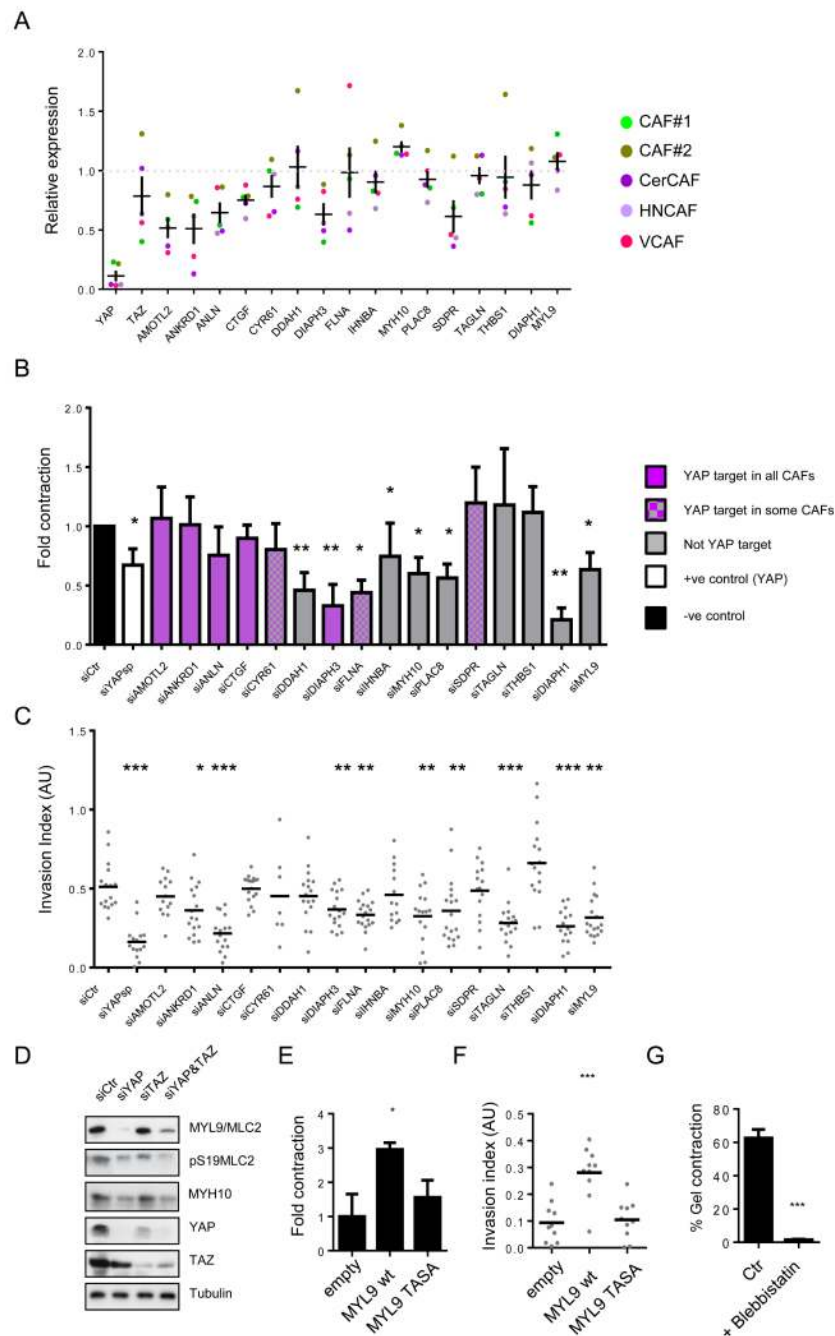 A
Relative expression
2.0
1.5
1.0
0.5
0.0
YAP
TAZ
AMOTL2
ANKRD1
ANLN
CTGF
CYR61
DDAH1
DIAPH3
FLNA
IHNBA
MYH10
PLAC8
SDPR
TAGLN
THBS1
DIAPH1
MYL9
CAF#1
CAF#2
CerCAF
HNCAF
VCAF
B
Fold contraction
2.0
1.5
1.0
0.5
0.0
* ** ** * * * * ** *
siCtr
siYAPsp
siAMOTL2
siANKRD1
siANLN
siCTGF
siCYR61
siDDAH1
siDIAPH3
siFLNA
siIHNBA
siMYH10
siPLAC8
siSDPR
siTAGLN
siTHBS1
siDIAPH1
siMYL9
YAP target in all CAFs
YAP target in some CAFs
Not YAP target
+ve control (YAP)
-ve control
C
Invasion Index (AU)
1.5
1.0
0.5
0.0
*** * *** ** ** ** ** *** *** **
siCtr
siYAPsp
siAMOTL2
siANKRD1
siANLN
siCTGF
siCYR61
siDDAH1
siDIAPH3
siFLNA
siIHNBA
siMYH10
siPLAC8
siSDPR
siTAGLN
siTHBS1
siDIAPH1
siMYL9
D
siCtr
siYAP
siTAZ
siYAP&TAZ
MYL9/MLC2
pS19MLC2
MYH10
YAP
TAZ
Tubulin
E
Fold contraction
4
3
2
1
0
*
empty
MYL9 wt
MYL9 TASA
F
Invasion index (AU)
0.5
0.4
0.3
0.2
0.1
0.0
***
empty
MYL9 wt
MYL9 TASA
G
% Gel contraction
80
60
40
20
0
***
Ctr
+ Blebbistatin